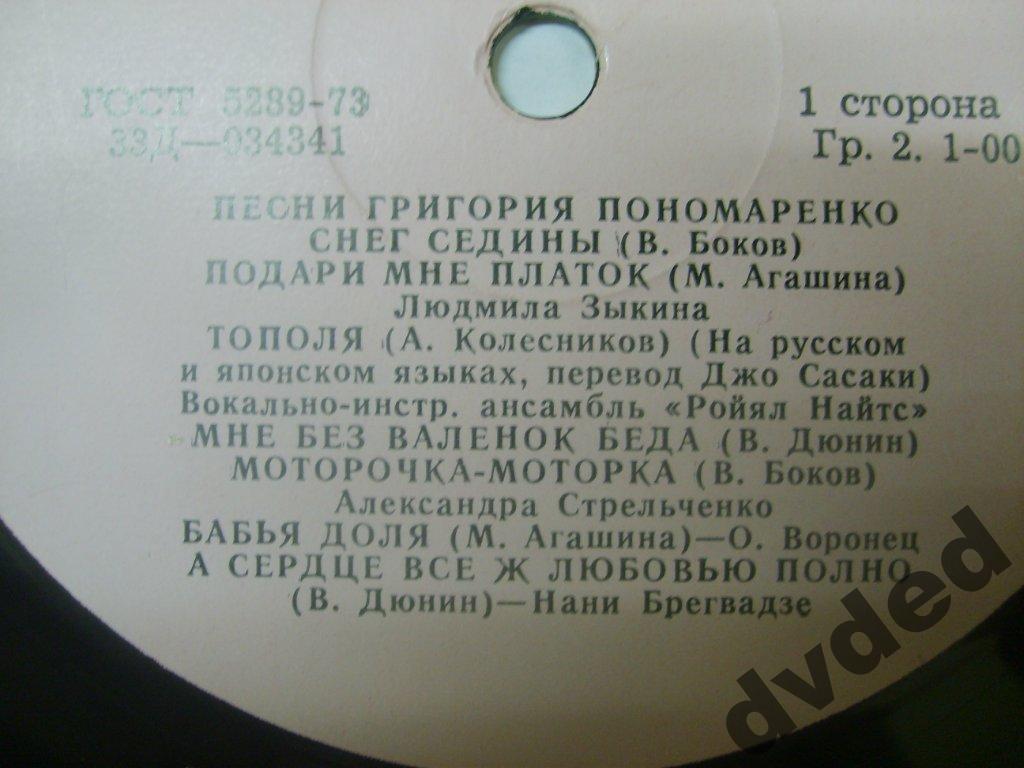 ГОСТ 5289-73
33Д—034341
1 сторона
Гр. 2. 1-00
ПЕСНИ ГРИГОРИЯ ПОНОМАРЕНКО
СНЕГ СЕДИНЫ (В. Боков)
ПОДАРИ МНЕ ПЛАТОК (М. Агашина)
Людмила Зыкина
ТОПОЛЯ (А. Колесников) (На русском
и японском языках, перевод Джо Сасаки)
Вокально-инстр. ансамбль «Ройял Найтс»
МНЕ БЕЗ ВАЛЕНОК БЕДА (В. Дюнин)
МОТОРОЧКА-МОТОРКА (В. Боков)
Александра Стрельченко
БАБЬЯ ДОЛЯ (М. Агашина)—О. Воронец
А СЕРДЦЕ ВСЕ Ж ЛЮБОВЬЮ ПОЛНО
(В. Дюнин)—Нани Брегвадзе
dvded